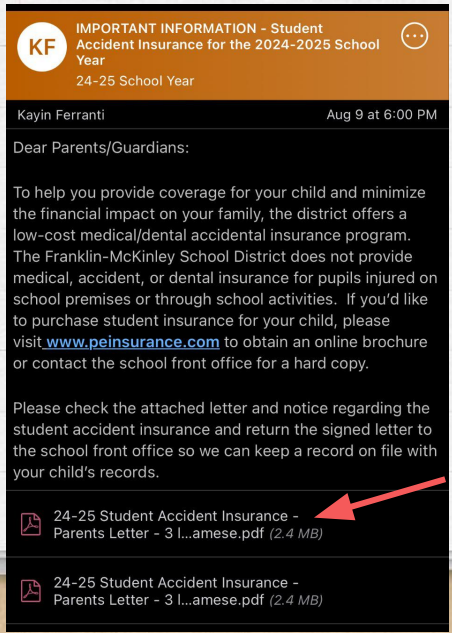 KF
IMPORTANT INFORMATION - Student
Accident Insurance for the 2024-2025 School
Year
24-25 School Year
Kayin Ferranti
Aug 9 at 6:00 PM
Dear Parents/Guardians:
To help you provide coverage for your child and minimize
the financial impact on your family, the district offers a
low-cost medical/dental accidental insurance program.
The Franklin-McKinley School District does not provide
medical, accident, or dental insurance for pupils injured on
school premises or through school activities.  If you’d like
to purchase student insurance for your child, please
visit www.peinsurance.com to obtain an online brochure
or contact the school front office for a hard copy.
Please check the attached letter and notice regarding the
student accident insurance and return the signed letter to
the school front office so we can keep a record on file with
your child’s records.
24-25 Student Accident Insurance -
Parents Letter - 3 l...amese.pdf (2.4 MB)
24-25 Student Accident Insurance -
Parents Letter - 3 l...amese.pdf (2.4 MB)